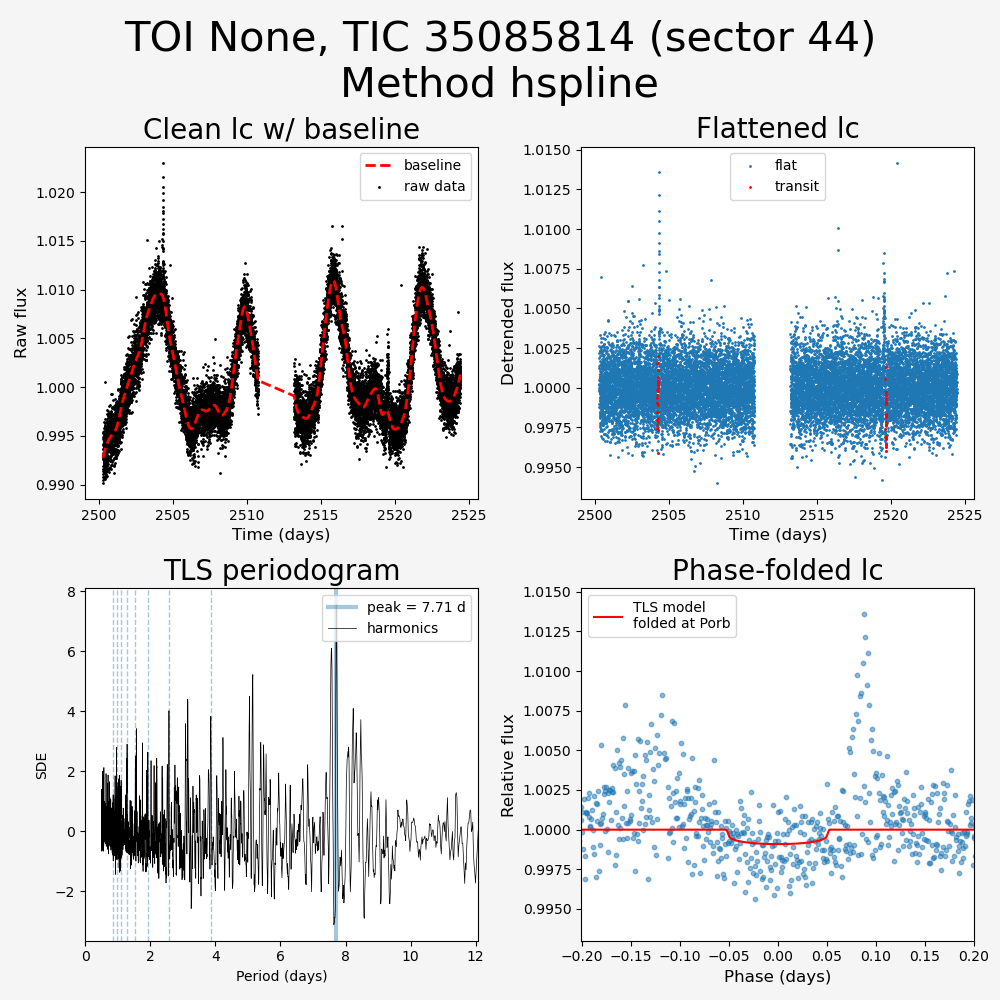 TOI None, TIC 35085814 (sector 44)
Method hspline
Clean lc w/ baseline
Raw flux
1.020
1.015
1.010
1.005
1.000
0.995
0.990
baseline
raw data
2500
2505
2510
2515
2520
2525
Time (days)
Flattened lc
Detrended flux
1.0150
1.0125
1.0100
1.0075
1.0050
1.0025
1.0000
0.9975
0.9950
flat
transit
2500
2505
2510
2515
2520
2525
Time (days)
TLS periodogram
SDE
8
6
4
2
0
−2
peak = 7.71 d
harmonics
0
2
4
6
8
10
12
Period (days)
Phase-folded lc
Relative flux
1.0150
1.0125
1.0100
1.0075
1.0050
1.0025
1.0000
0.9975
0.9950
TLS model
folded at Porb
−0.20
−0.15
−0.10
−0.05
0.00
0.05
0.10
0.15
0.20
Phase (days)